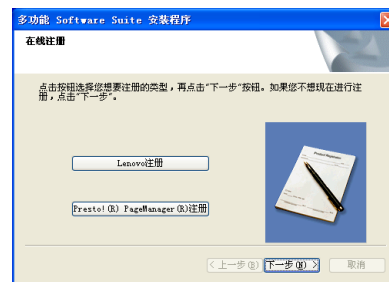 多功能 Software Suite 安装程序
在线注册
点击按钮选择您想要注册的类型，再点击“下一步”按钮。如果您不想现在进行注
册，点击“下一步”。
Lenovo注册
Presto!(R) PageManager(R)注册
< 上一步(B)
下一步(N) >
取消